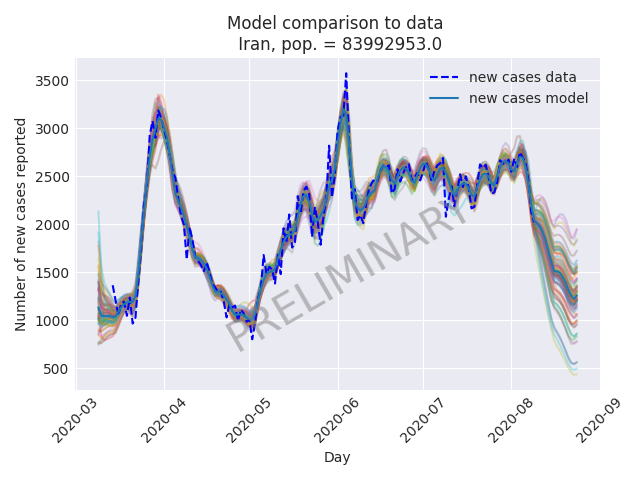 Model comparison to data
Iran, pop. = 83992953.0
new cases data
new cases model
Number of new cases reported
3500
3000
2500
2000
1500
1000
500
PRELIMINARY
2020-03
2020-04
2020-05
2020-06
2020-07
2020-08
2020-09
Day